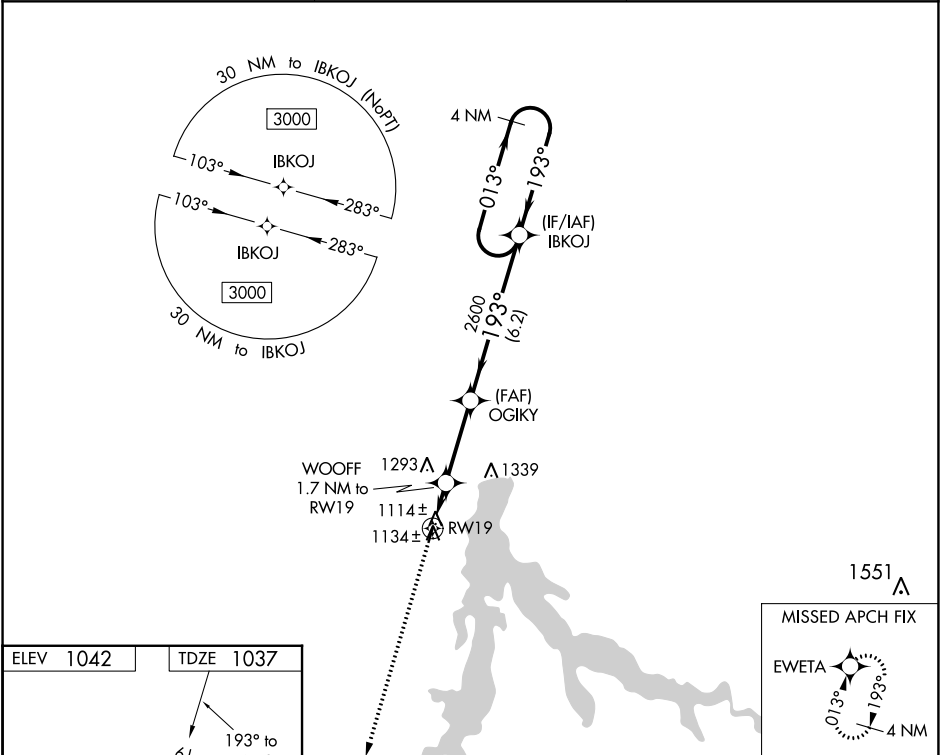 30 NM to IBKOJ (NoPT)
3000
IBKOJ
103°
283°
103°
283°
IBKOJ
3000
30 NM to IBKOJ
4 NM
013°
193°
(IF/IAF)
IBKOJ
2600
193°
(6.2)
(FAF)
OGIKY
WOOFF
1.7 NM to
RW19
1293
1339
1114±
1134±
RW19
1551
MISSED APCH FIX
EWETA
013°
193°
4 NM
ELEV 1042
TDZE 1037
193° to